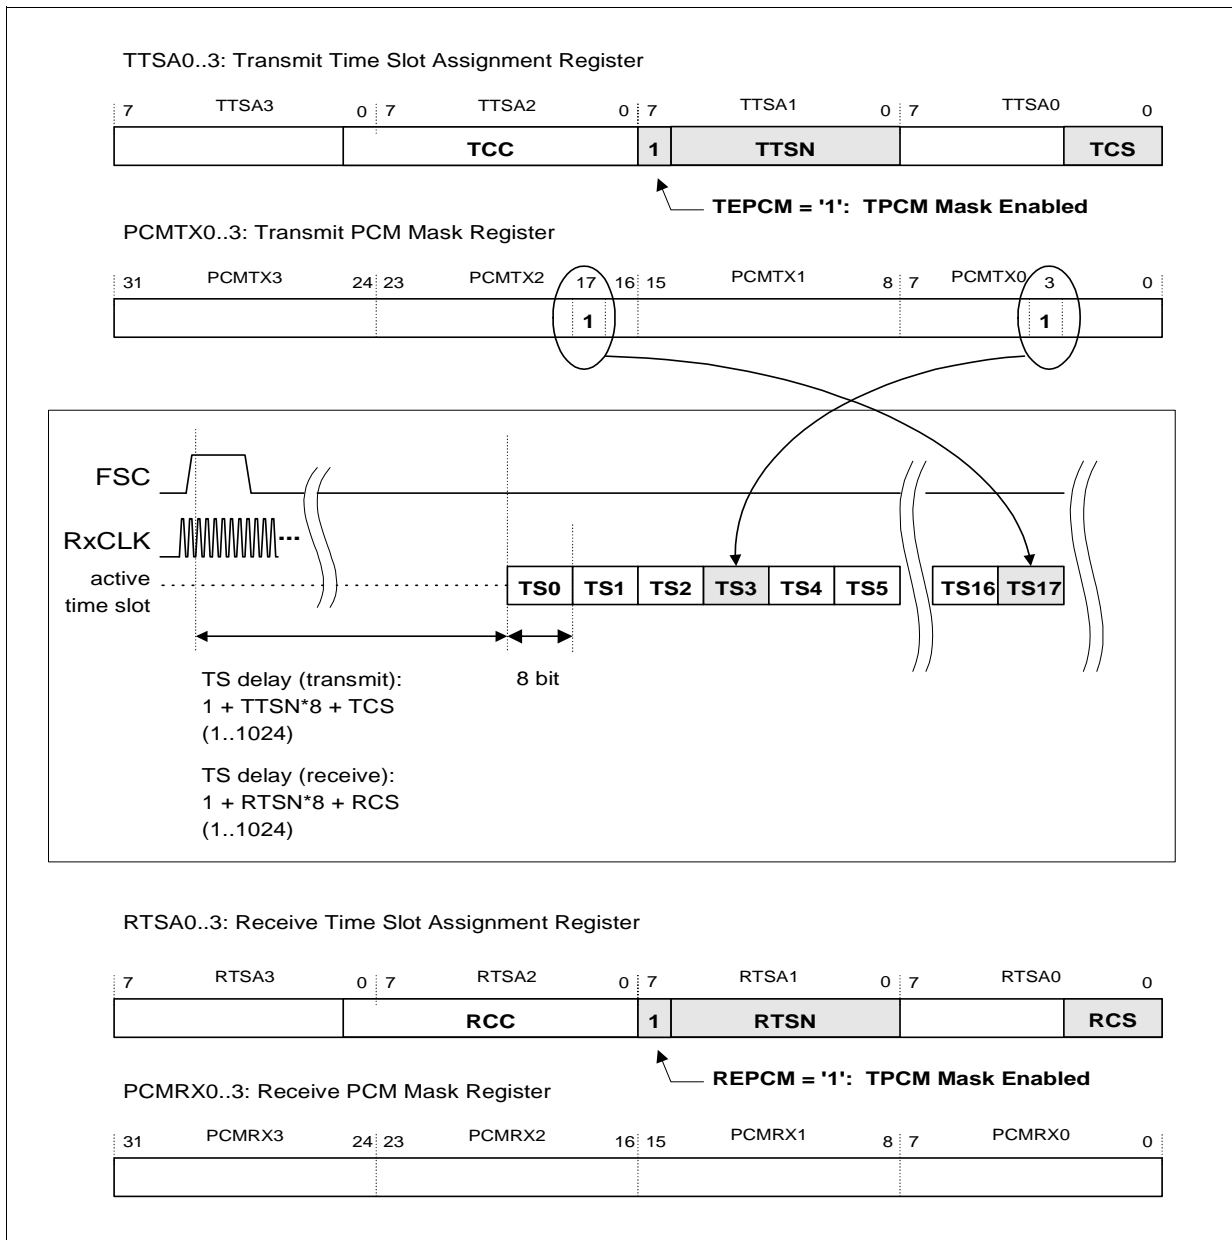 TTSA0..3: Transmit Time Slot Assignment Register
7 TTSA3 0 7 TTSA2 0 7 TTSA1 0 7 TTSA0 0
TCC 1 TTSN TCS
TEPCM = '1': TPCM Mask Enabled
PCMTX0..3: Transmit PCM Mask Register
31 PCMTX3 24 23 PCMTX2 17 16 15 PCMTX1 8 7 PCMTX0 3 0
1 1
FSC
RxCLK
active
time slot
TS0 TS1 TS2 TS3 TS4 TS5 TS16 TS17
TS delay (transmit):
1 + TTSN*8 + TCS
(1..1024)
8 bit
TS delay (receive):
1 + RTSN*8 + RCS
(1..1024)
RTSA0..3: Receive Time Slot Assignment Register
7 RTSA3 0 7 RTSA2 0 7 RTSA1 0 7 RTSA0 0
RCC 1 RTSN RCS
REPCM = '1': TPCM Mask Enabled
PCMRX0..3: Receive PCM Mask Register
31 PCMRX3 24 23 PCMRX2 16 15 PCMRX1 8 7 PCMRX0 0